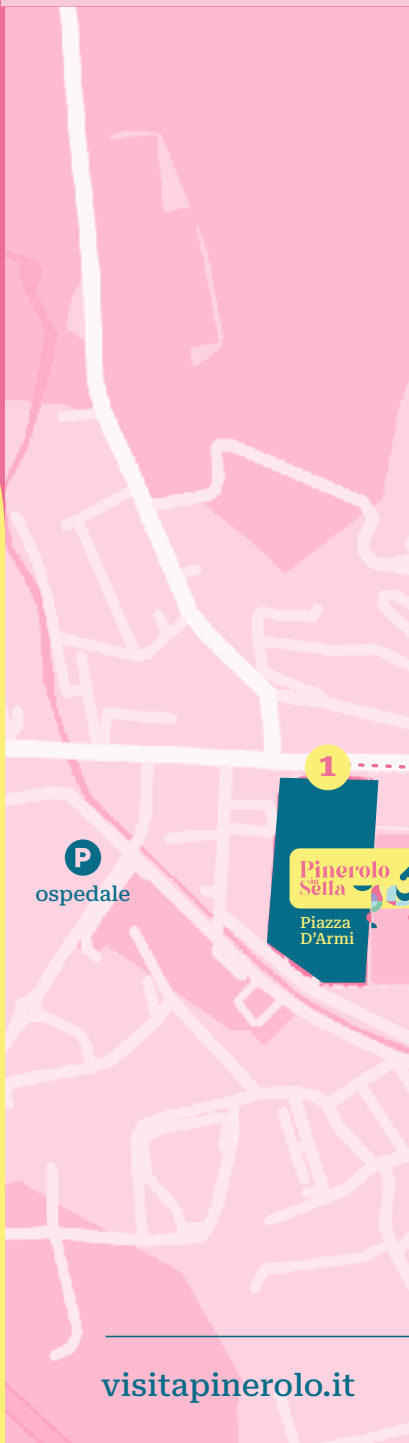 1
P
ospedale
Pinerolo
in
Sella
Piazza
D'Armi
visitapinerolo.it